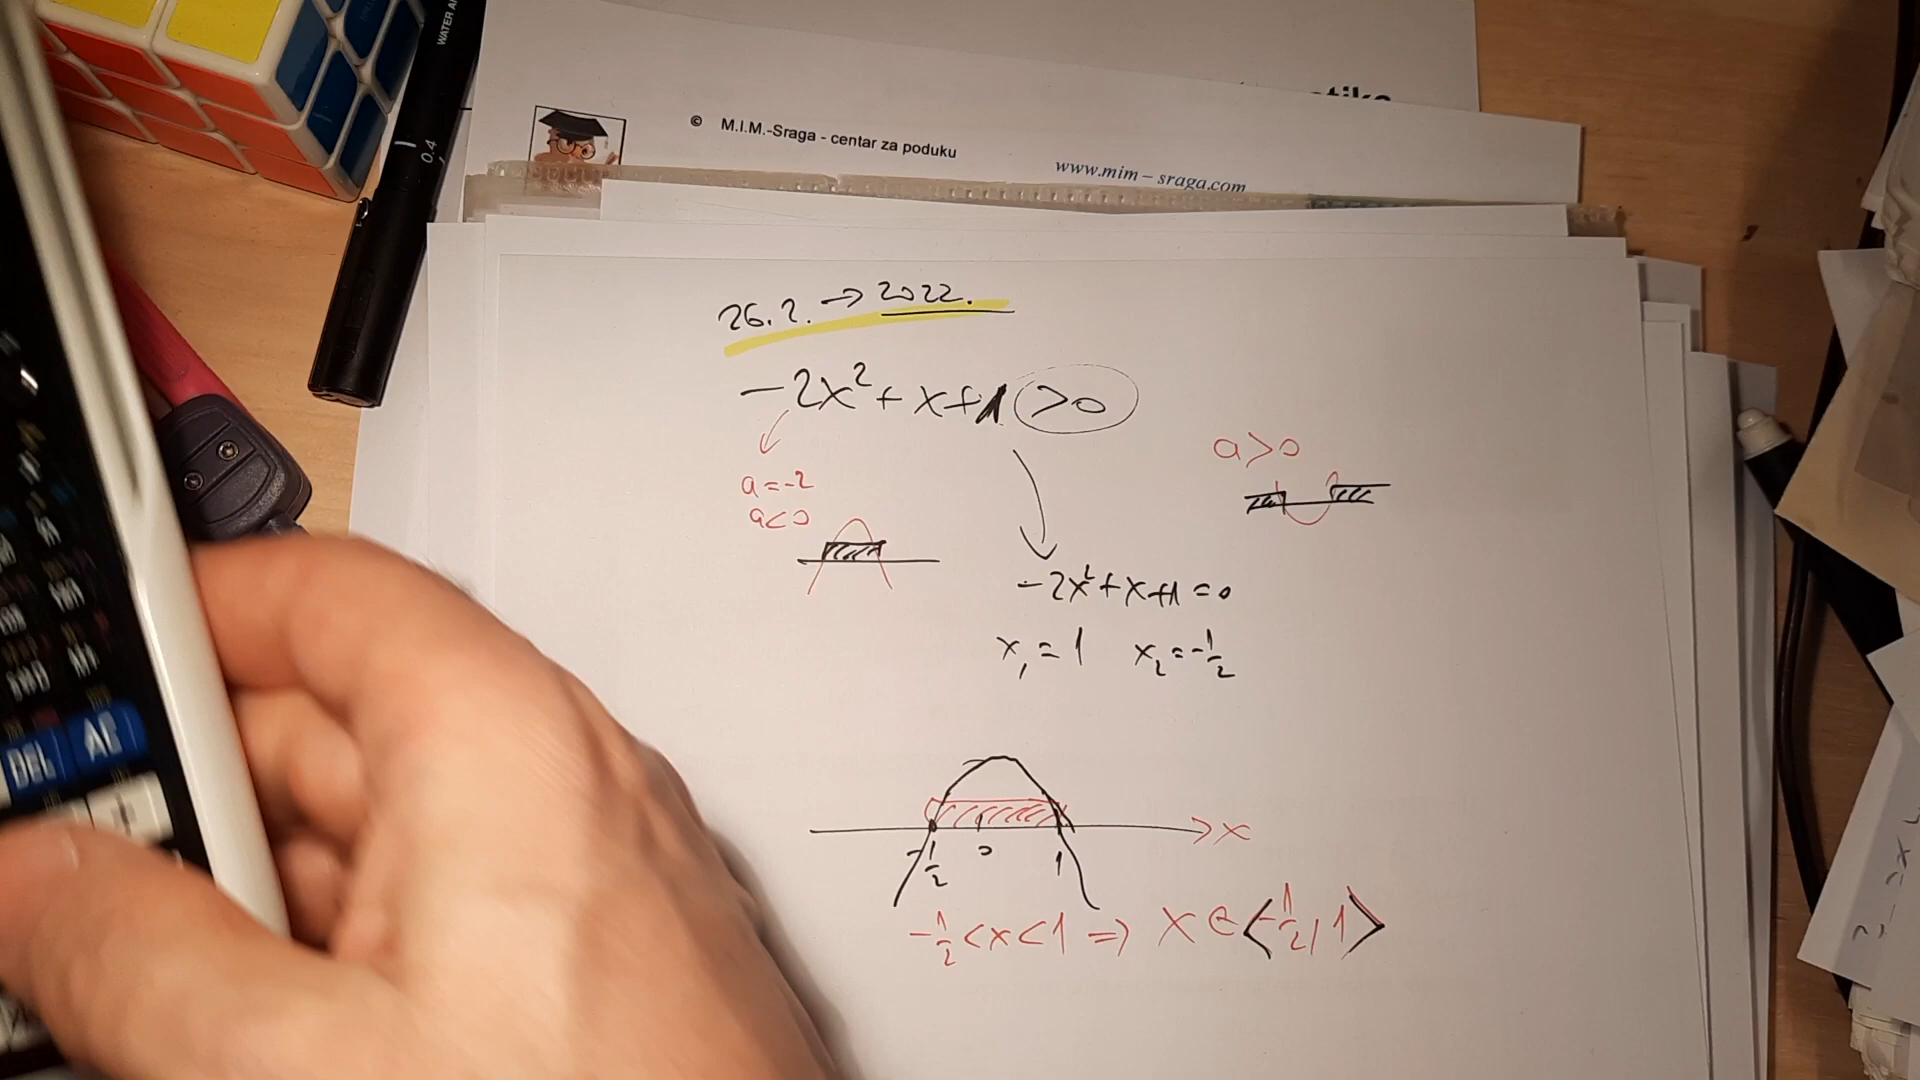 WATER
0.4
© M.I.M.-Sraga - centar za poduku
www.mim – sraga.com
26.2. → 2022.
-2x²+x+1 >0
a=-2
a<0
a>0
-2x²+x+1=0
x₁=1 x₂=-1/2
-1/2 0 1 x
-1/2<x<1 ⇒ x∈⟨-1/2, 1⟩
DEL AC